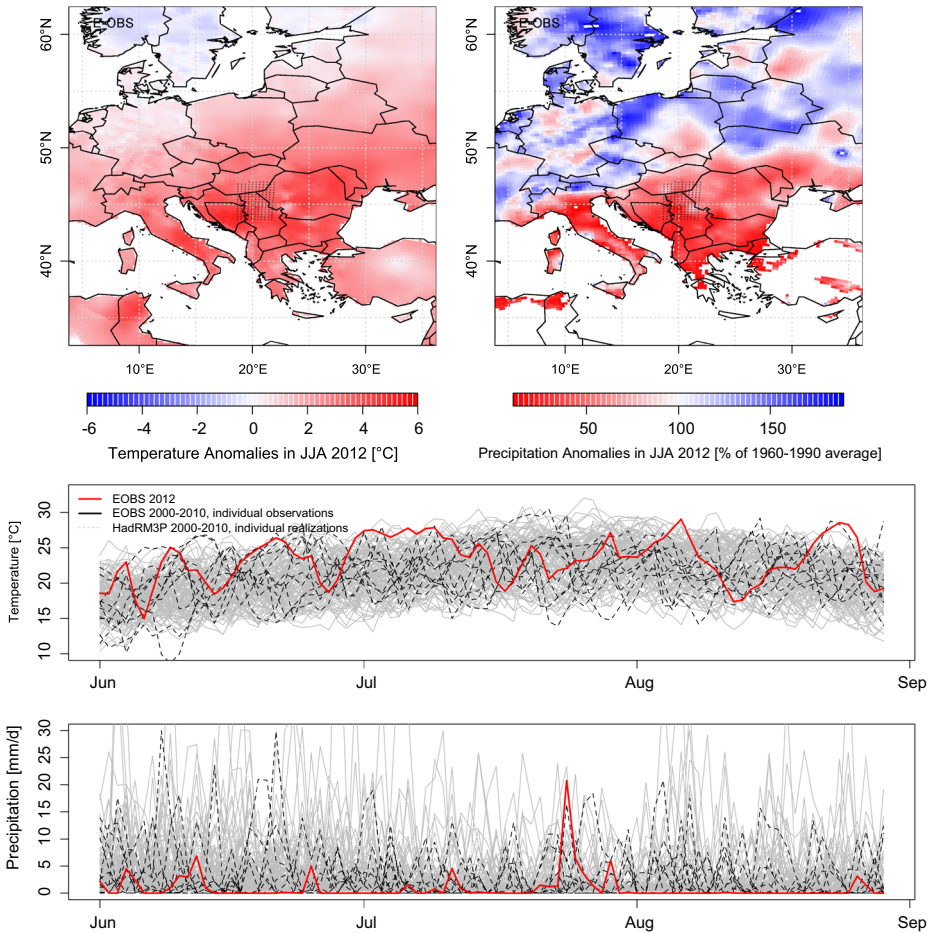 E-OBS
E-OBS
60°N
50°N
40°N
60°N
50°N
40°N
10°E 20°E 30°E
10°E 20°E 30°E
-6 -4 -2 0 2 4 6
50 100 150
Temperature Anomalies in JJA 2012 [°C]
Precipitation Anomalies in JJA 2012 [% of 1960-1990 average]
EOBS 2012
EOBS 2000-2010, individual observations
HadRM3P 2000-2010, individual realizations
Temperature [°C]
30
25
20
15
10
Jun Jul Aug Sep
Precipitation [mm/d]
30
25
20
15
10
5
0
Jun Jul Aug Sep